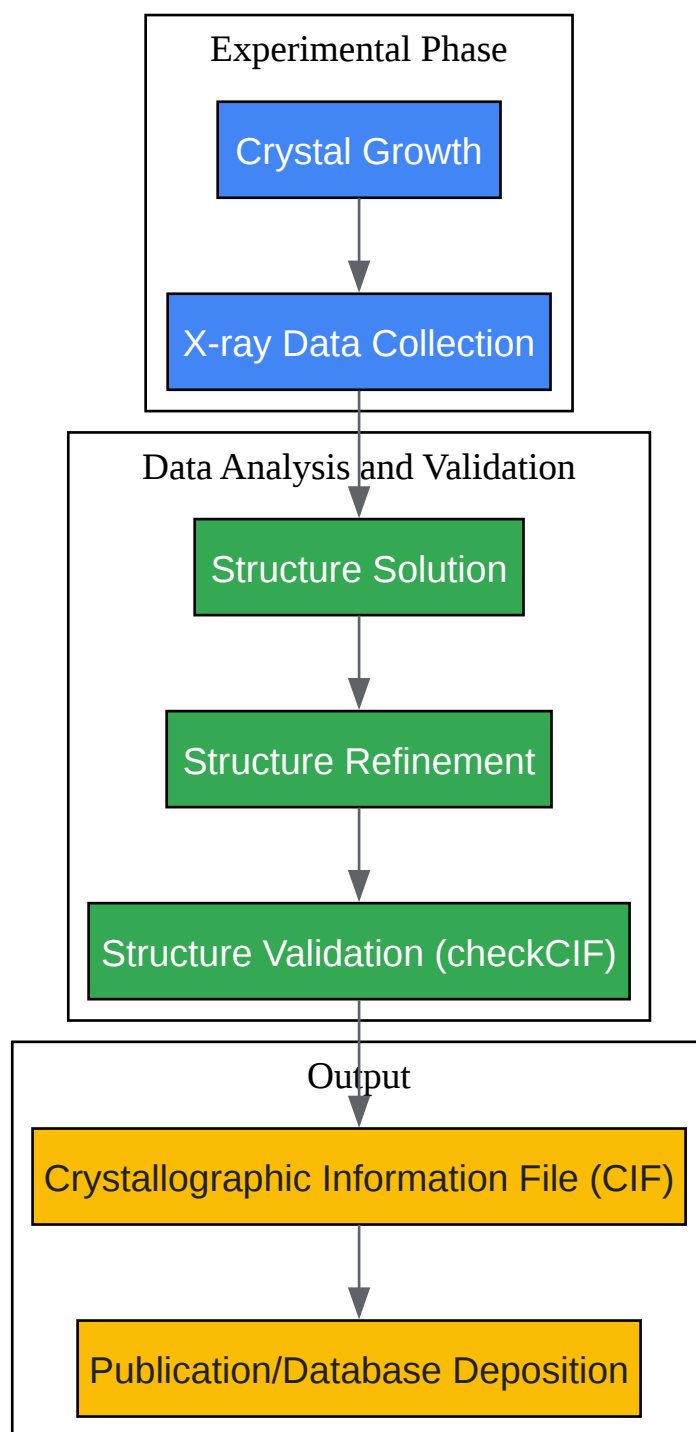 Experimental Phase
Crystal Growth
X-ray Data Collection
Data Analysis and Validation
Structure Solution
Structure Refinement
Structure Validation (checkCIF)
Output
Crystallographic Information File (CIF)
Publication/Database Deposition